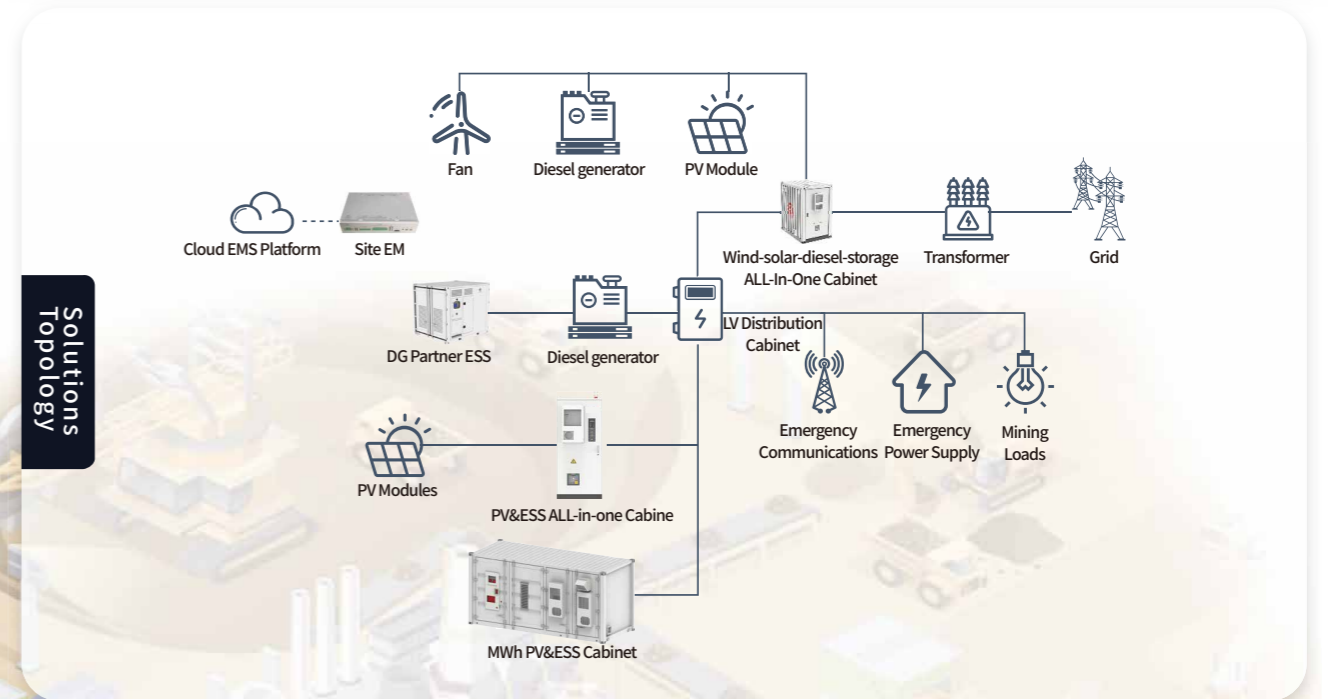 Fan
Diesel generator
PV Module
Cloud EMS Platform
Site EM
Wind-solar-diesel-storage
ALL-In-One Cabinet
Transformer
Grid
Solutions
Topology
DG Partner ESS
Diesel generator
LV Distribution
Cabinet
Emergency
Communications
Emergency
Power Supply
Mining
Loads
PV Modules
PV&ESS ALL-in-one Cabine
MWh PV&ESS Cabinet